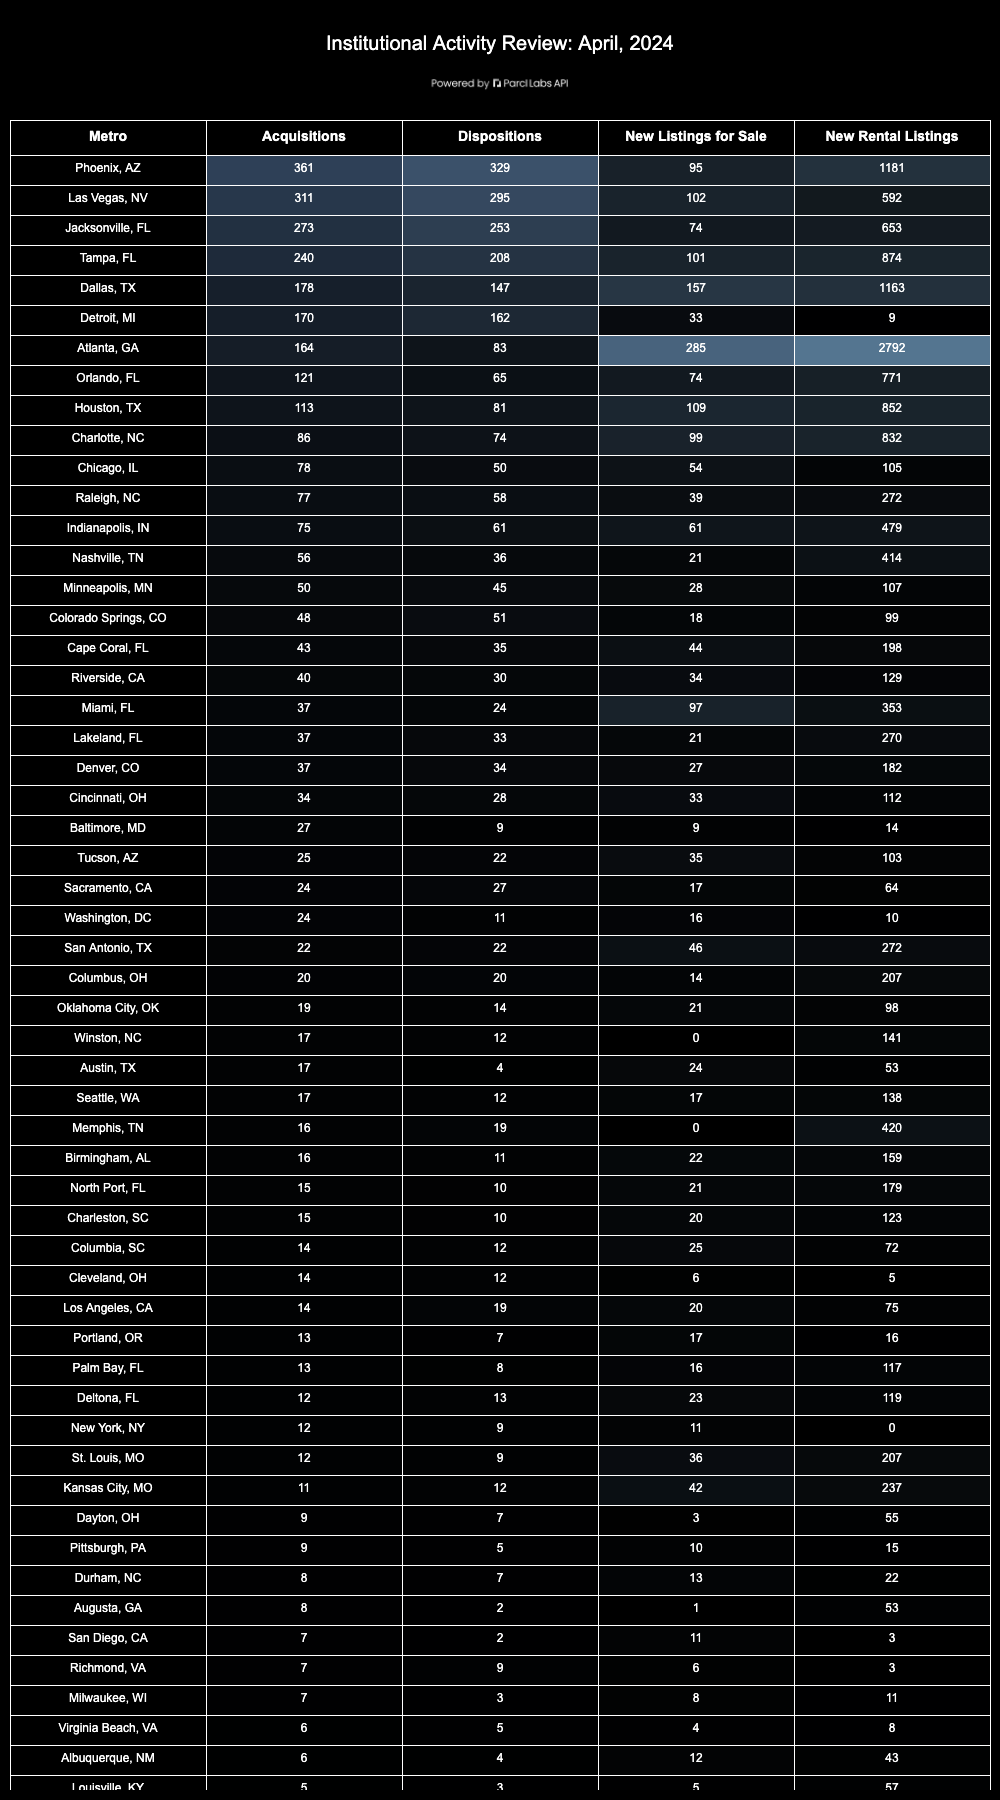 Institutional Activity Review: April, 2024
Powered by Parcl Labs API
Metro Acquisitions Dispositions New Listings for Sale New Rental Listings
Phoenix, AZ 361 329 95 1181
Las Vegas, NV 311 295 102 592
Jacksonville, FL 273 253 74 653
Tampa, FL 240 208 101 874
Dallas, TX 178 147 157 1163
Detroit, MI 170 162 33 9
Atlanta, GA 164 83 285 2792
Orlando, FL 121 65 74 771
Houston, TX 113 81 109 852
Charlotte, NC 86 74 99 832
Chicago, IL 78 50 54 105
Raleigh, NC 77 58 39 272
Indianapolis, IN 75 61 61 479
Nashville, TN 56 36 21 414
Minneapolis, MN 50 45 28 107
Colorado Springs, CO 48 51 18 99
Cape Coral, FL 43 35 44 198
Riverside, CA 40 30 34 129
Miami, FL 37 24 97 353
Lakeland, FL 37 33 21 270
Denver, CO 37 34 27 182
Cincinnati, OH 34 28 33 112
Baltimore, MD 27 9 9 14
Tucson, AZ 25 22 35 103
Sacramento, CA 24 27 17 64
Washington, DC 24 11 16 10
San Antonio, TX 22 22 46 272
Columbus, OH 20 20 14 207
Oklahoma City, OK 19 14 21 98
Winston, NC 17 12 0 141
Austin, TX 17 4 24 53
Seattle, WA 17 12 17 138
Memphis, TN 16 19 0 420
Birmingham, AL 16 11 22 159
North Port, FL 15 10 21 179
Charleston, SC 15 10 20 123
Columbia, SC 14 12 25 72
Cleveland, OH 14 12 6 5
Los Angeles, CA 14 19 20 75
Portland, OR 13 7 17 16
Palm Bay, FL 13 8 16 117
Deltona, FL 12 13 23 119
New York, NY 12 9 11 0
St. Louis, MO 12 9 36 207
Kansas City, MO 11 12 42 237
Dayton, OH 9 7 3 55
Pittsburgh, PA 9 5 10 15
Durham, NC 8 7 13 22
Augusta, GA 8 2 1 53
San Diego, CA 7 2 11 3
Richmond, VA 7 9 6 3
Milwaukee, WI 7 3 8 11
Virginia Beach, VA 6 5 4 8
Albuquerque, NM 6 4 12 43
Louisville, KY 5 3 5 57